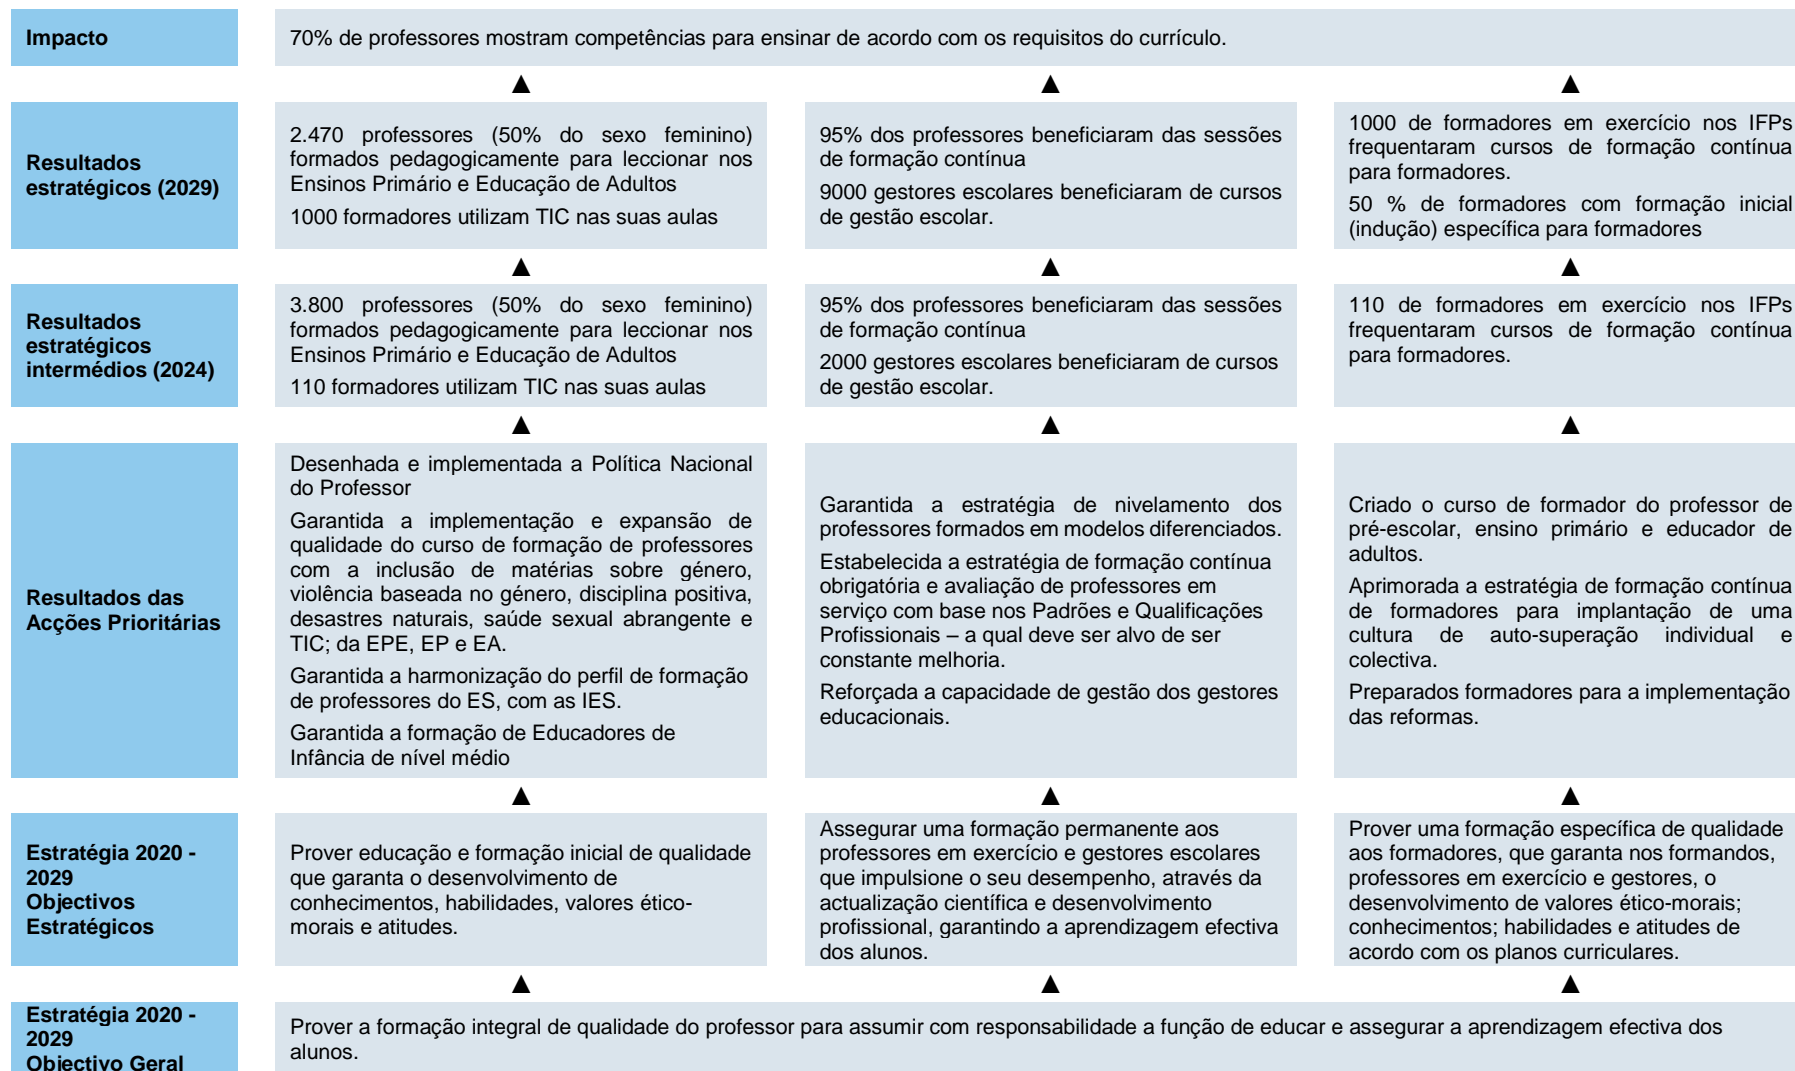 Impacto
70% de professores mostram competências para ensinar de acordo com os requisitos do currículo.
▲ ▲ ▲
Resultados
estratégicos (2029)
2.470 professores (50% do sexo feminino)
formados pedagogicamente para leccionar nos
Ensinos Primário e Educação de Adultos
1000 formadores utilizam TIC nas suas aulas
95% dos professores beneficiaram das sessões
de formação contínua
9000 gestores escolares beneficiaram de cursos
de gestão escolar.
1000 de formadores em exercício nos IFPs
frequentaram cursos de formação contínua
para formadores.
50 % de formadores com formação inicial
(indução) específica para formadores
▲ ▲ ▲
Resultados
estratégicos
intermédios (2024)
3.800 professores (50% do sexo feminino)
formados pedagogicamente para leccionar nos
Ensinos Primário e Educação de Adultos
110 formadores utilizam TIC nas suas aulas
95% dos professores beneficiaram das sessões
de formação contínua
2000 gestores escolares beneficiaram de cursos
de gestão escolar.
110 de formadores em exercício nos IFPs
frequentaram cursos de formação contínua
para formadores.
▲ ▲ ▲
Resultados das
Acções Prioritárias
Desenhada e implementada a Política Nacional
do Professor
Garantida a implementação e expansão de
qualidade do curso de formação de professores
com a inclusão de matérias sobre género,
violência baseada no género, disciplina positiva,
desastres naturais, saúde sexual abrangente e
TIC; da EPE, EP e EA.
Garantida a harmonização do perfil de formação
de professores do ES, com as IES.
Garantida a formação de Educadores de
Infância de nível médio
Garantida a estratégia de nivelamento dos
professores formados em modelos diferenciados.
Estabelecida a estratégia de formação contínua
obrigatória e avaliação de professores em
serviço com base nos Padrões e Qualificações
Profissionais – a qual deve ser alvo de ser
constante melhoria.
Reforçada a capacidade de gestão dos gestores
educacionais.
Criado o curso de formador do professor de
pré-escolar, ensino primário e educador de
adultos.
Aprimorada a estratégia de formação contínua
de formadores para implantação de uma
cultura de auto-superação individual e
colectiva.
Preparados formadores para a implementação
das reformas.
▲ ▲ ▲
Estratégia 2020 -
2029
Objectivos
Estratégicos
Prover educação e formação inicial de qualidade
que garanta o desenvolvimento de
conhecimentos, habilidades, valores ético-
morais e atitudes.
Assegurar uma formação permanente aos
professores em exercício e gestores escolares
que impulsione o seu desempenho, através da
actualização científica e desenvolvimento
profissional, garantindo a aprendizagem efectiva
dos alunos.
Prover uma formação específica de qualidade
aos formadores, que garanta nos formandos,
professores em exercício e gestores, o
desenvolvimento de valores ético-morais;
conhecimentos; habilidades e atitudes de
acordo com os planos curriculares.
▲ ▲ ▲
Estratégia 2020 -
2029
Objectivo Geral
Prover a formação integral de qualidade do professor para assumir com responsabilidade a função de educar e assegurar a aprendizagem efectiva dos
alunos.